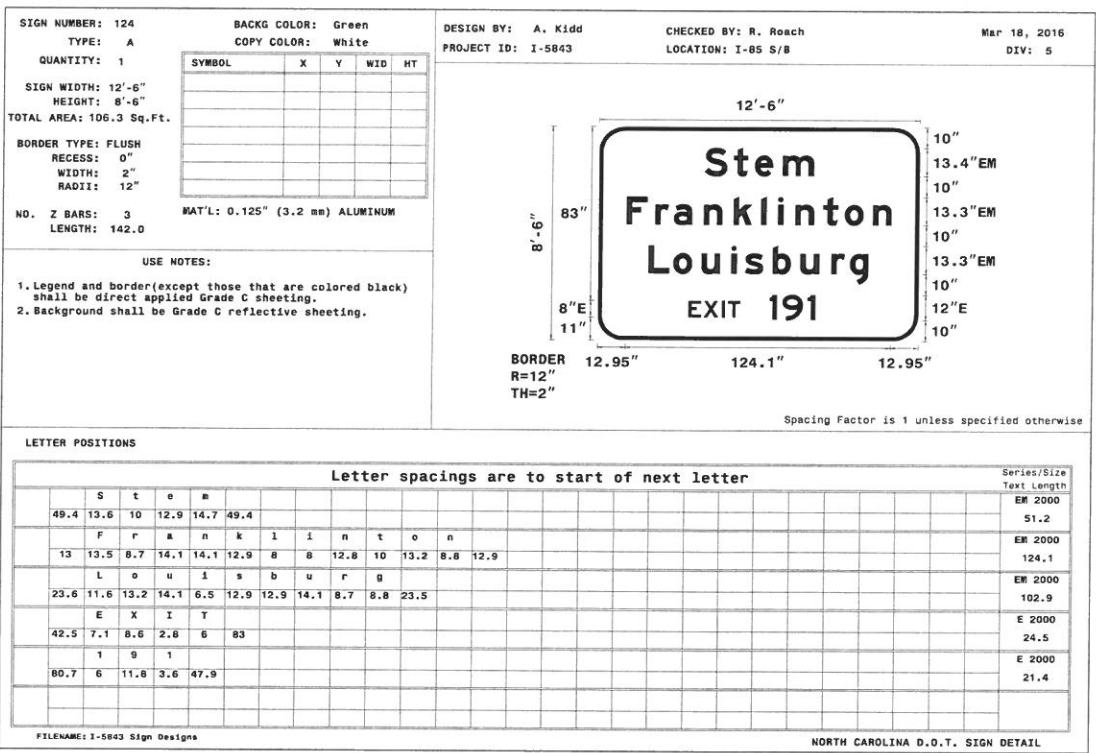 SIGN NUMBER: 124
TYPE: A
QUANTITY: 1
SIGN WIDTH: 12'-6"
HEIGHT: 8'-6"
TOTAL AREA: 106.3 Sq.Ft.
BORDER TYPE: FLUSH
RECESS: 0"
WIDTH: 2"
RADII: 12"
NO. Z BARS: 3
LENGTH: 142.0
BACKG COLOR: Green
COPY COLOR: White
SYMBOL X Y WID HT
MAT'L: 0.125" (3.2 mm) ALUMINUM
USE NOTES:
1. Legend and border(except those that are colored black)
shall be direct applied Grade C sheeting.
2. Background shall be Grade C reflective sheeting.
DESIGN BY: A. Kidd CHECKED BY: R. Roach Mar 18, 2016
PROJECT ID: I-5843 LOCATION: I-85 S/B DIV: 5
12'-6"
8'-6"
83"
8"E
11"
Stem
Franklinton
Louisburg
EXIT 191
10"
13.4"EM
10"
13.3"EM
10"
13.3"EM
10"
12"E
10"
BORDER
R=12"
TH=2"
12.95" 124.1" 12.95"
Spacing Factor is 1 unless specified otherwise
LETTER POSITIONS
Letter spacings are to start of next letter
Series/Size
Text Length
S t e m EM 2000
49.4 13.6 10 12.9 14.7 49.4 51.2
F r a n k l i n t o n EM 2000
13 13.5 8.7 14.1 14.1 12.9 8 8 12.8 10 13.2 8.8 12.9 124.1
L o u i s b u r g EM 2000
23.6 11.6 13.2 14.1 6.5 12.9 12.9 14.1 8.7 8.8 23.5 102.9
E X I T E 2000
42.5 7.1 8.6 2.8 6 83 24.5
1 9 1 E 2000
80.7 6 11.8 3.6 47.9 21.4
FILENAME: I-5843 Sign Designs
NORTH CAROLINA D.O.T. SIGN DETAIL